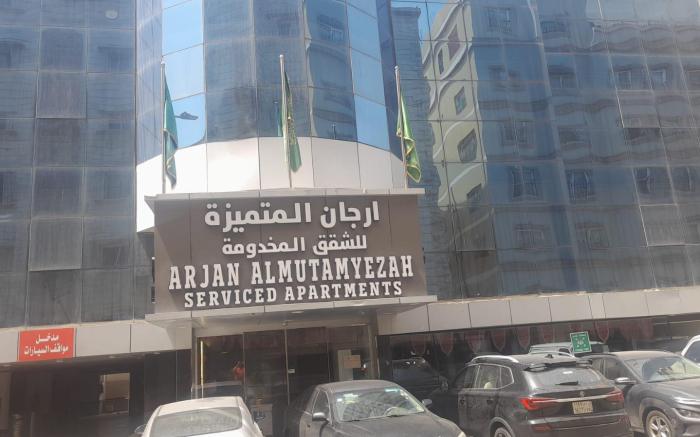 ارجان المتميزة
للشقق المخدومة
ARJAN ALMUTAMYEZAH
SERVICED APARTMENTS
مدخل
مواقف السيارات